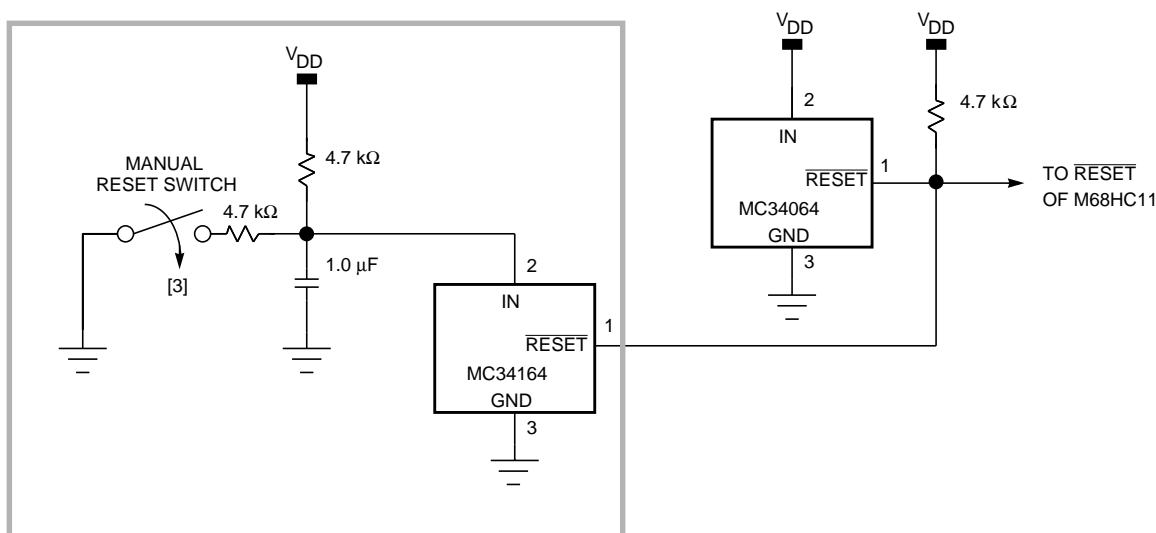 VDD
4.7 kΩ
MANUAL
RESET SWITCH
4.7 kΩ
[3]
1.0 µF
2
IN
RESET
1
MC34164
GND
3
VDD
2
IN
RESET
1
MC34064
GND
3
VDD
4.7 kΩ
TO RESET
OF M68HC11